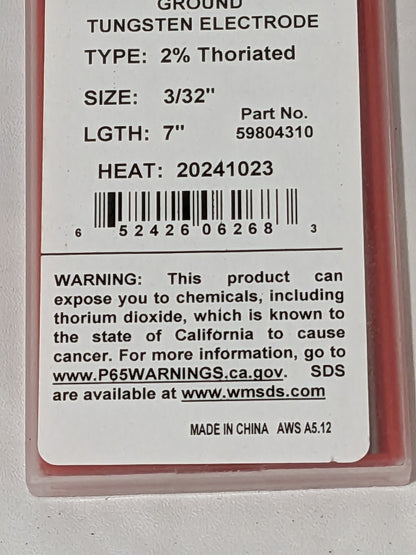 GROUND
TUNGSTEN ELECTRODE
TYPE: 2% Thoriated
SIZE: 3/32"
Part No.
LGTH: 7" 59804310
HEAT: 20241023
6 52426 06268 3
WARNING: This product can
expose you to chemicals, including
thorium dioxide, which is known to
the state of California to cause
cancer. For more information, go to
www.P65WARNINGS.ca.gov. SDS
are available at www.wmsds.com
MADE IN CHINA AWS A5.12